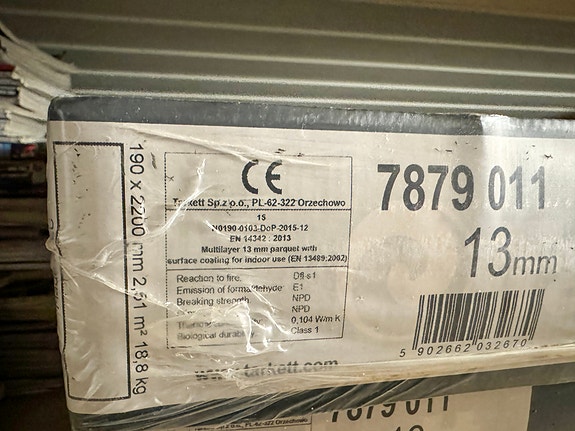 190 x 2200 mm 2,51 m² 18,8 kg
CE
Tarkett Sp.z o.o., PL-62-322 Orzechowo
15
N0190-0103-DoP-2015-12
EN 14342 : 2013
Multilayer 13 mm parquet with
surface coating for indoor use (EN 13489:2002)
Reaction to fire: Dfl-s1
Emission of formaldehyde: E1
Breaking strength: NPD
NPD
0,104 W/m K
Biological durability: Class 1
www.tarkett.com
7879 011
13mm
5 902662 032670
7879 011